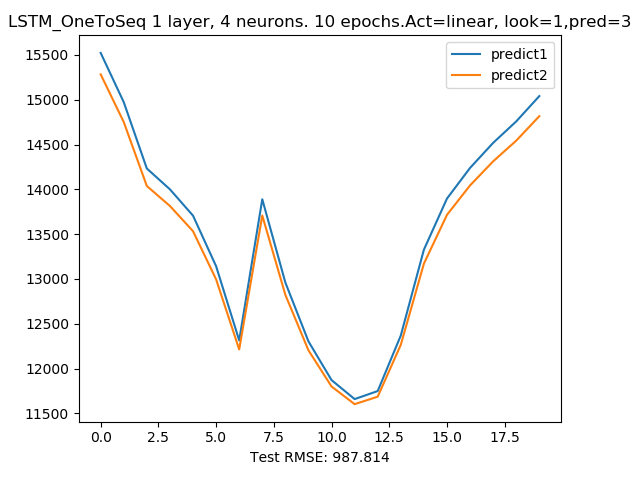 LSTM_OneToSeq 1 layer, 4 neurons. 10 epochs.Act=linear, look=1,pred=3
predict1
predict2
15500
15000
14500
14000
13500
13000
12500
12000
11500
0.0 2.5 5.0 7.5 10.0 12.5 15.0 17.5
Test RMSE: 987.814